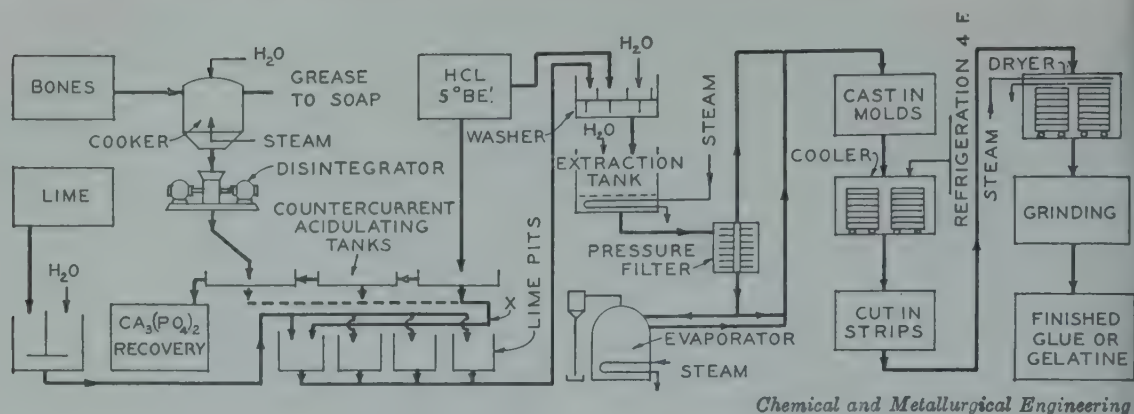 BONES
H₂O
GREASE
TO SOAP
COOKER
STEAM
DISINTEGRATOR
LIME
H₂O
COUNTERCURRENT
ACIDULATING
TANKS
CA₃(PO₄)₂
RECOVERY
X
LIME PITS
HCL
5°BÉ.
H₂O
WASHER
H₂O
EXTRACTION
TANK
STEAM
PRESSURE
FILTER
EVAPORATOR
STEAM
CAST IN
MOLDS
COOLER
REFRIGERATION 4 E
CUT IN
STRIPS
STEAM
DRYER
GRINDING
FINISHED
GLUE OR
GELATINE
Chemical and Metallurgical Engineering